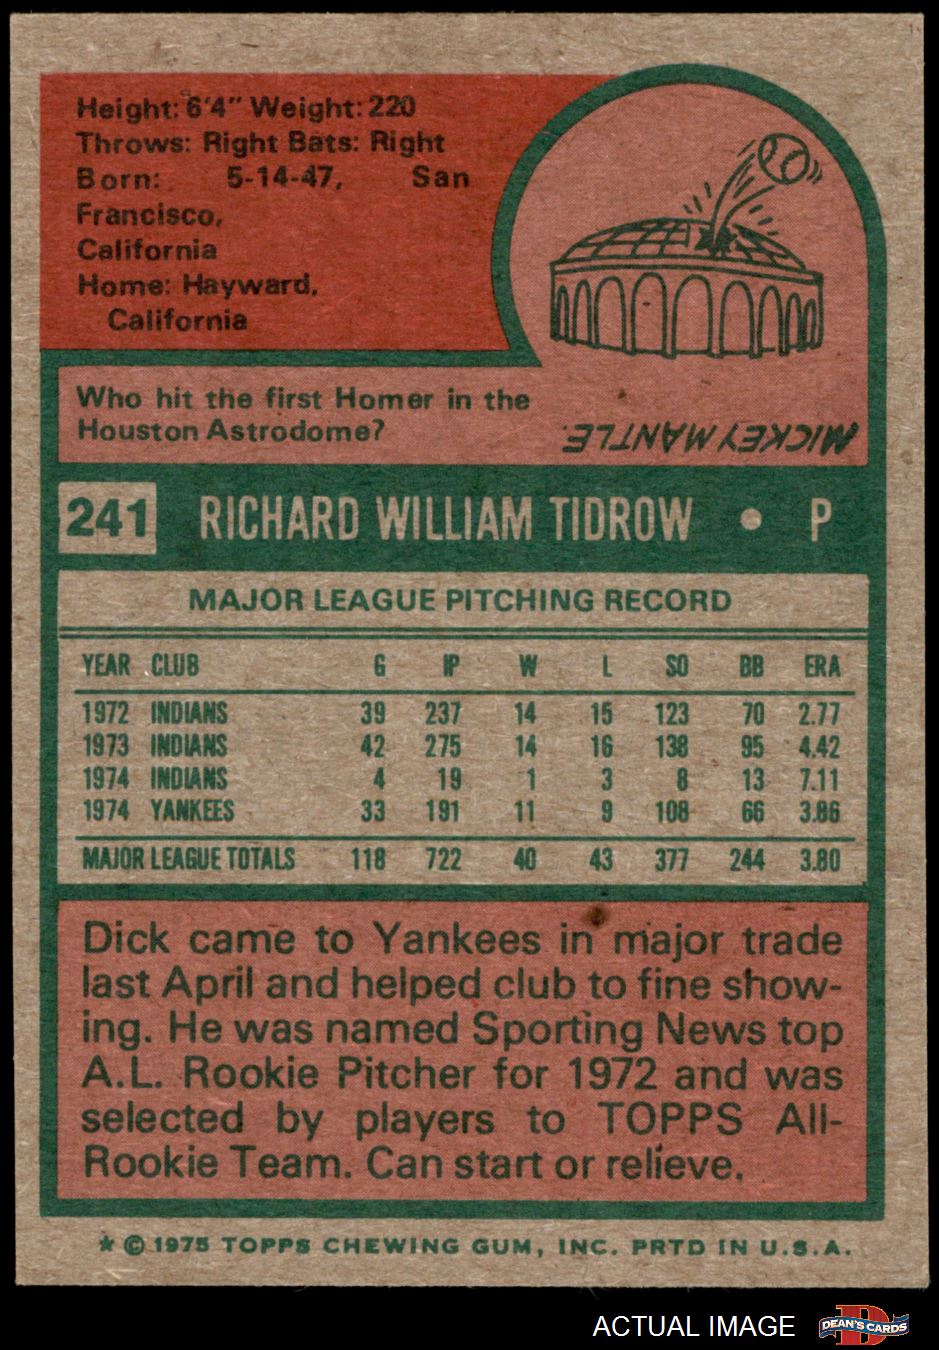 Height: 6'4" Weight: 220
Throws: Right Bats: Right
Born: 5-14-47, San
Francisco,
California
Home: Hayward,
California
Who hit the first Homer in the
Houston Astrodome?
MICKEY MANTLE.
241 RICHARD WILLIAM TIDROW • P
MAJOR LEAGUE PITCHING RECORD
YEAR CLUB G IP W L SO BB ERA
1972 INDIANS 39 237 14 15 123 70 2.77
1973 INDIANS 42 275 14 16 138 95 4.42
1974 INDIANS 4 19 1 3 8 13 7.11
1974 YANKEES 33 191 11 9 108 66 3.86
MAJOR LEAGUE TOTALS 118 722 40 43 377 244 3.80
Dick came to Yankees in major trade
last April and helped club to fine show-
ing. He was named Sporting News top
A.L. Rookie Pitcher for 1972 and was
selected by players to TOPPS All-
Rookie Team. Can start or relieve.
* © 1975 TOPPS CHEWING GUM, INC. PRTD IN U.S.A.
ACTUAL IMAGE
D
DEAN'S CARDS